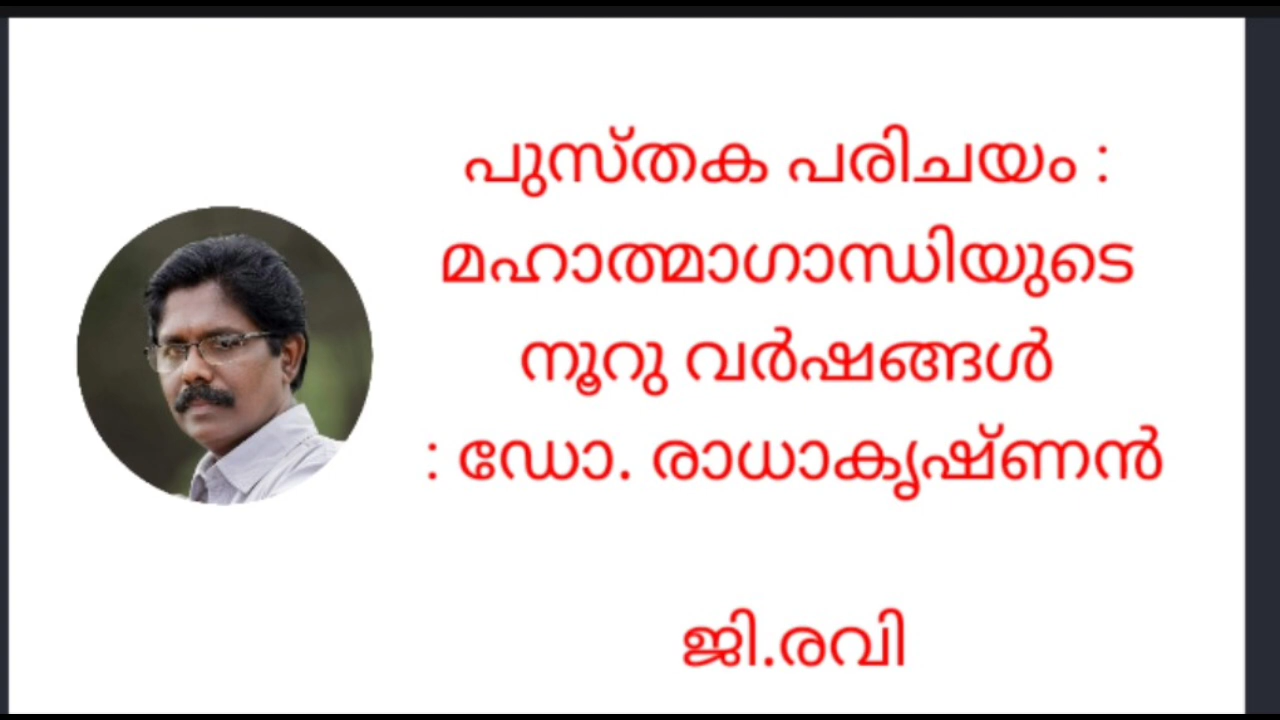 പുസ്തക പരിചയം :
മഹാത്മാഗാന്ധിയുടെ
നൂറു വർഷങ്ങൾ
: ഡോ. രാധാകൃഷ്ണൻ
ജി.രവി